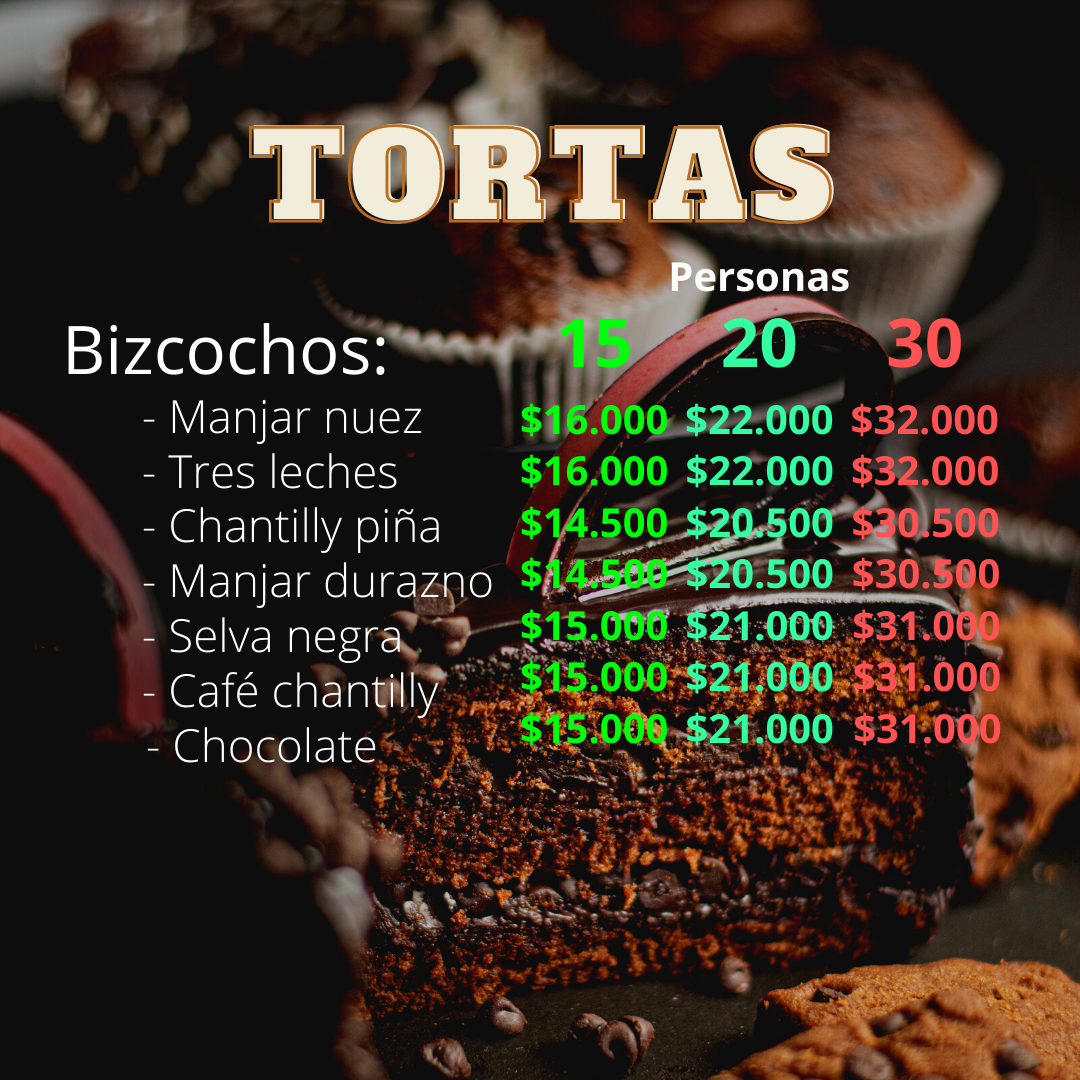 TORTAS
Personas
Bizcochos: 15 20 30
- Manjar nuez $16.000 $22.000 $32.000
- Tres leches $16.000 $22.000 $32.000
- Chantilly piña $14.500 $20.500 $30.500
- Manjar durazno $14.500 $20.500 $30.500
- Selva negra $15.000 $21.000 $31.000
- Café chantilly $15.000 $21.000 $31.000
- Chocolate $15.000 $21.000 $31.000